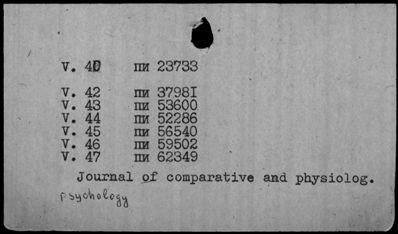 V. 40 пи 23733
V. 42 пи 37981
V. 43 пи 53600
V. 44 пи 52286
V. 45 пи 56540
V. 46 пи 59502
V. 47 пи 62349
Journal of comparative and physiolog.
psychology